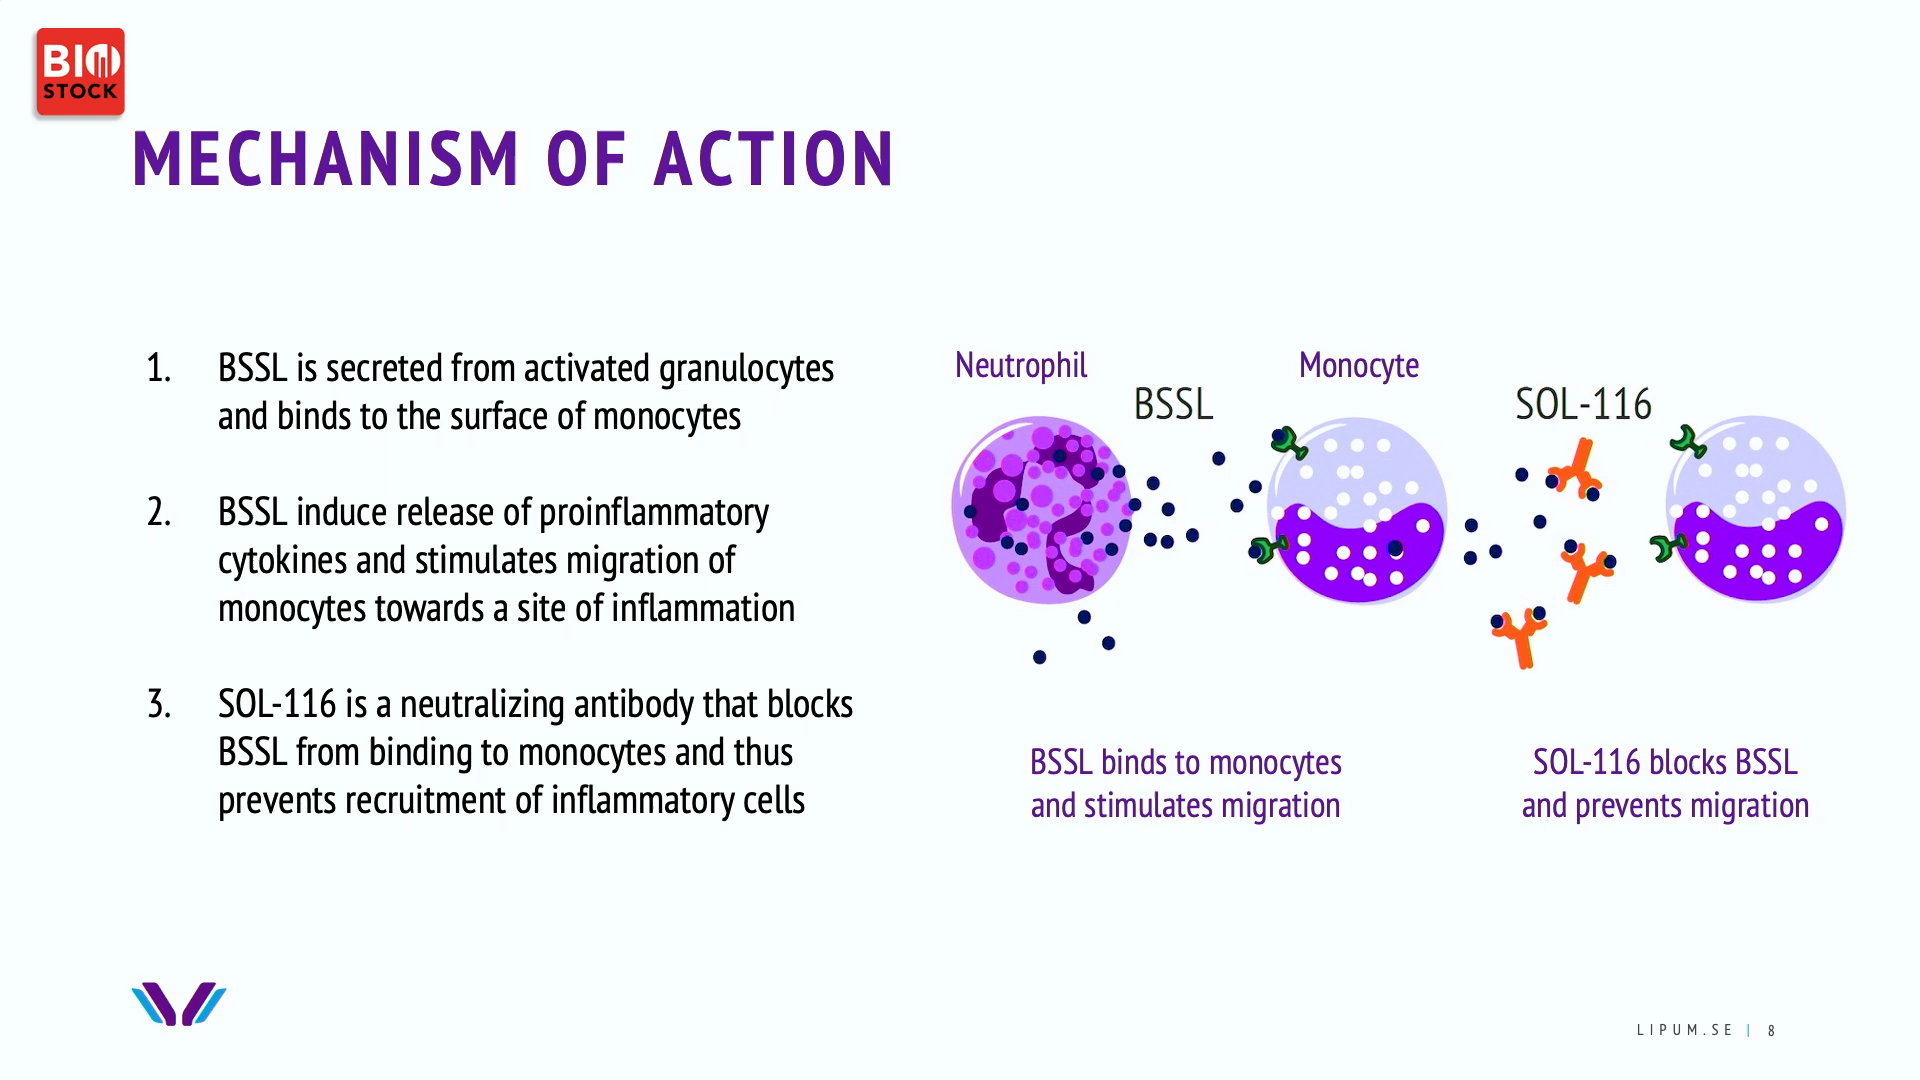 BIO
STOCK
MECHANISM OF ACTION
1. BSSL is secreted from activated granulocytes
and binds to the surface of monocytes
2. BSSL induce release of proinflammatory
cytokines and stimulates migration of
monocytes towards a site of inflammation
3. SOL-116 is a neutralizing antibody that blocks
BSSL from binding to monocytes and thus
prevents recruitment of inflammatory cells
Neutrophil
BSSL
Monocyte
SOL-116
BSSL binds to monocytes
and stimulates migration
SOL-116 blocks BSSL
and prevents migration
LIPUM.SE | 8